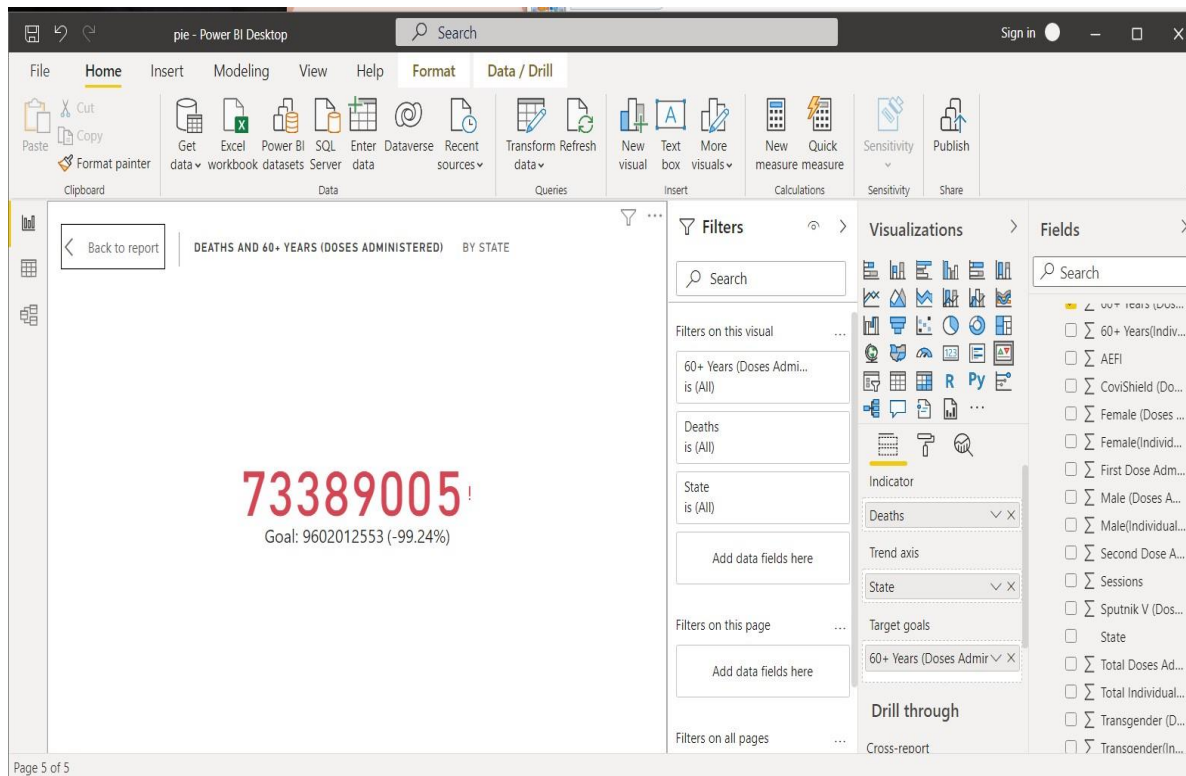 pie - Power BI Desktop
Search
Sign in
File Home Insert Modeling View Help Format Data / Drill
Paste
Cut
Copy
Format painter
Clipboard
Get data
Excel workbook
Power BI datasets
SQL Server
Enter data
Dataverse
Recent sources
Data
Transform data
Refresh
Queries
New visual
Text box
More visuals
Insert
New measure
Quick measure
Calculations
Sensitivity
Sensitivity
Publish
Share
Back to report
DEATHS AND 60+ YEARS (DOSES ADMINISTERED) BY STATE
73389005!
Goal: 9602012553 (-99.24%)
Filters
Search
Filters on this visual ...
60+ Years (Doses Admi...
is (All)
Deaths
is (All)
State
is (All)
Add data fields here
Filters on this page ...
Add data fields here
Filters on all pages ...
Visualizations
123
R Py
...
Indicator
Deaths
Trend axis
State
Target goals
60+ Years (Doses Admir
Drill through
Cross-report
Fields
Search
60+ Years (Dos...
60+ Years(Indiv...
AEFI
CoviShield (Do...
Female (Doses ...
Female(Individ...
First Dose Adm...
Male (Doses A...
Male(Individual...
Second Dose A...
Sessions
Sputnik V (Dos...
State
Total Doses Ad...
Total Individual...
Transgender (D...
Transgender(In...
Page 5 of 5